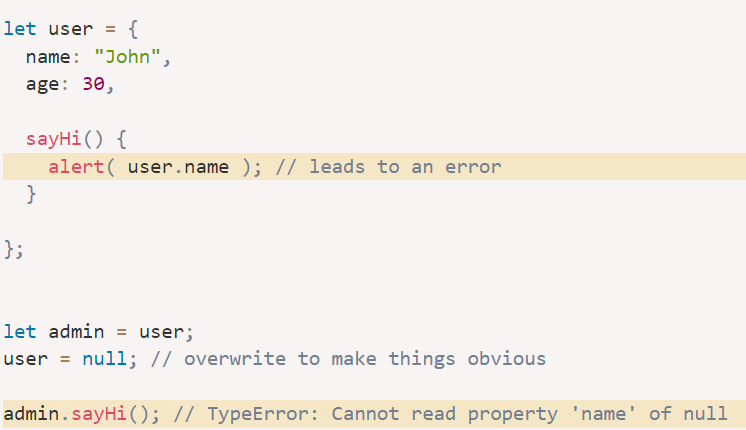 let user = {
  name: "John",
  age: 30,
  sayHi() {
    alert( user.name ); // leads to an error
  }
};
let admin = user;
user = null; // overwrite to make things obvious
admin.sayHi(); // TypeError: Cannot read property 'name' of null